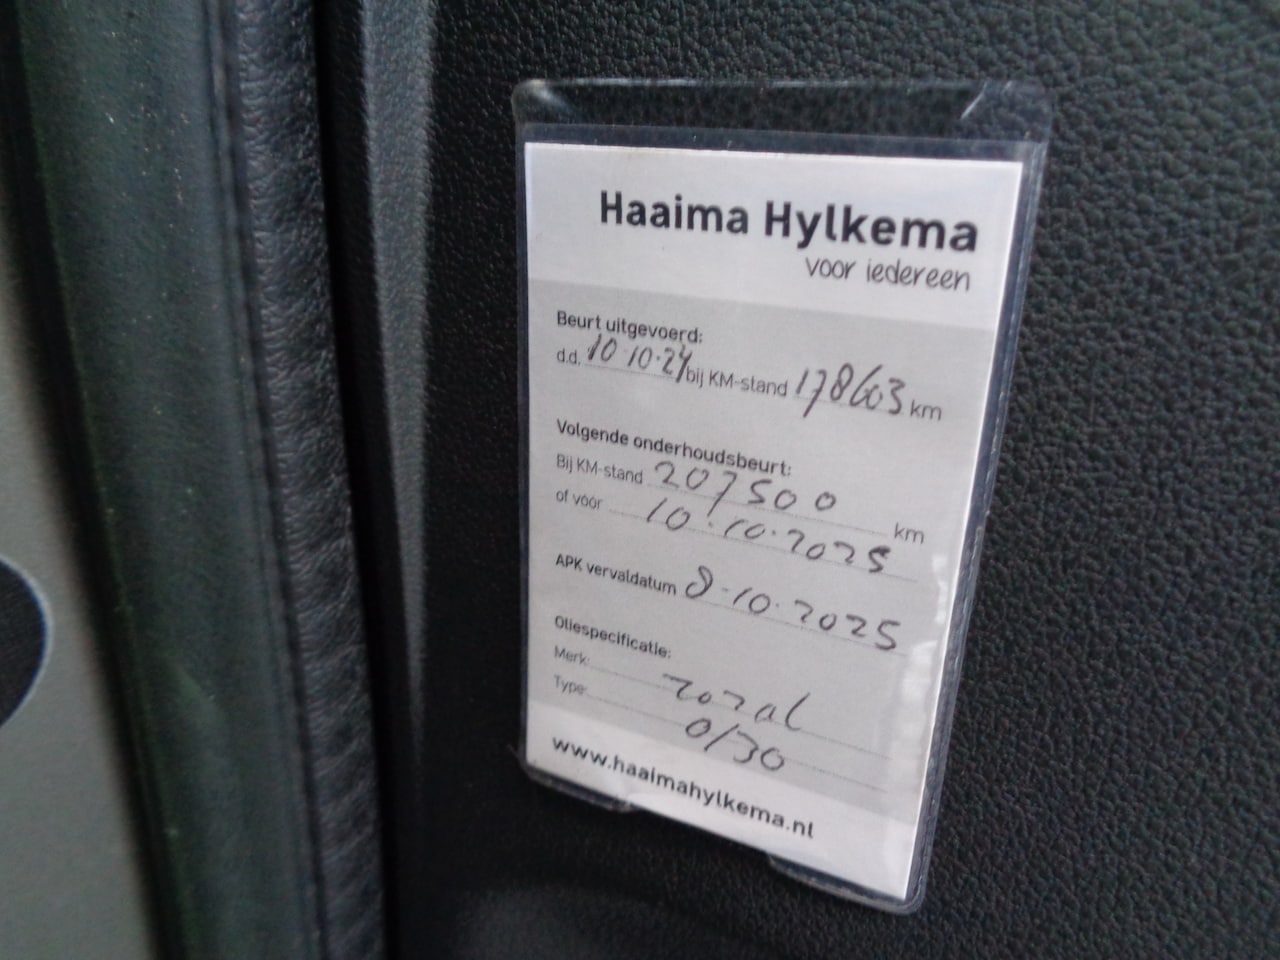 Haaima Hylkema
voor iedereen
Beurt uitgevoerd:
d.d. 10·10·24 bij KM-stand 178603 km
Volgende onderhoudsbeurt:
Bij KM-stand 207500 km
of vóór 10·10·2025
APK vervaldatum 8·10·2025
Oliespecificatie:
Merk: Total
Type: 0/30
www.haaimahylkema.nl